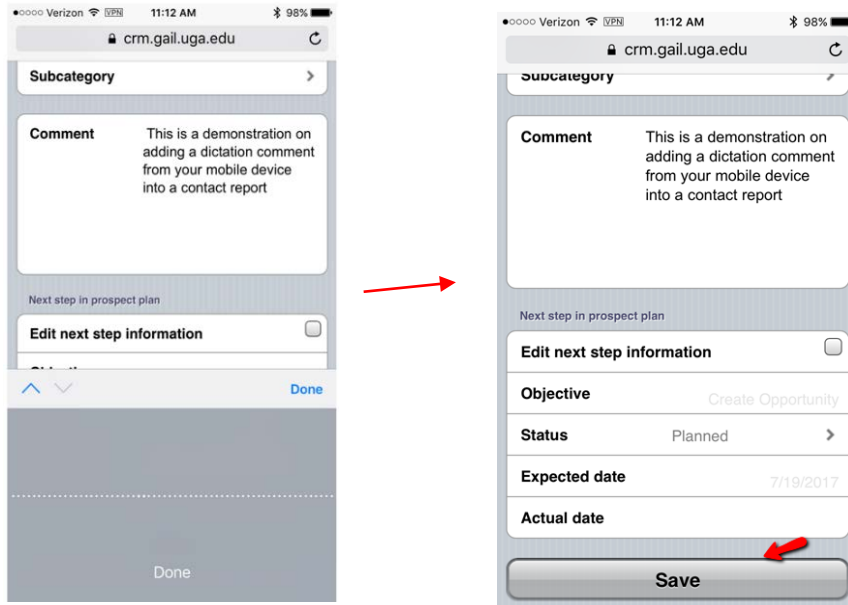 ●○○○○ Verizon VPN 11:12 AM 98%
crm.gail.uga.edu
Subcategory
Comment This is a demonstration on
adding a dictation comment
from your mobile device
into a contact report
Next step in prospect plan
Edit next step information
Done
Done
●○○○○ Verizon VPN 11:12 AM 98%
crm.gail.uga.edu
Subcategory
Comment This is a demonstration on
adding a dictation comment
from your mobile device
into a contact report
Next step in prospect plan
Edit next step information
Objective Create Opportunity
Status Planned
Expected date 7/19/2017
Actual date
Save